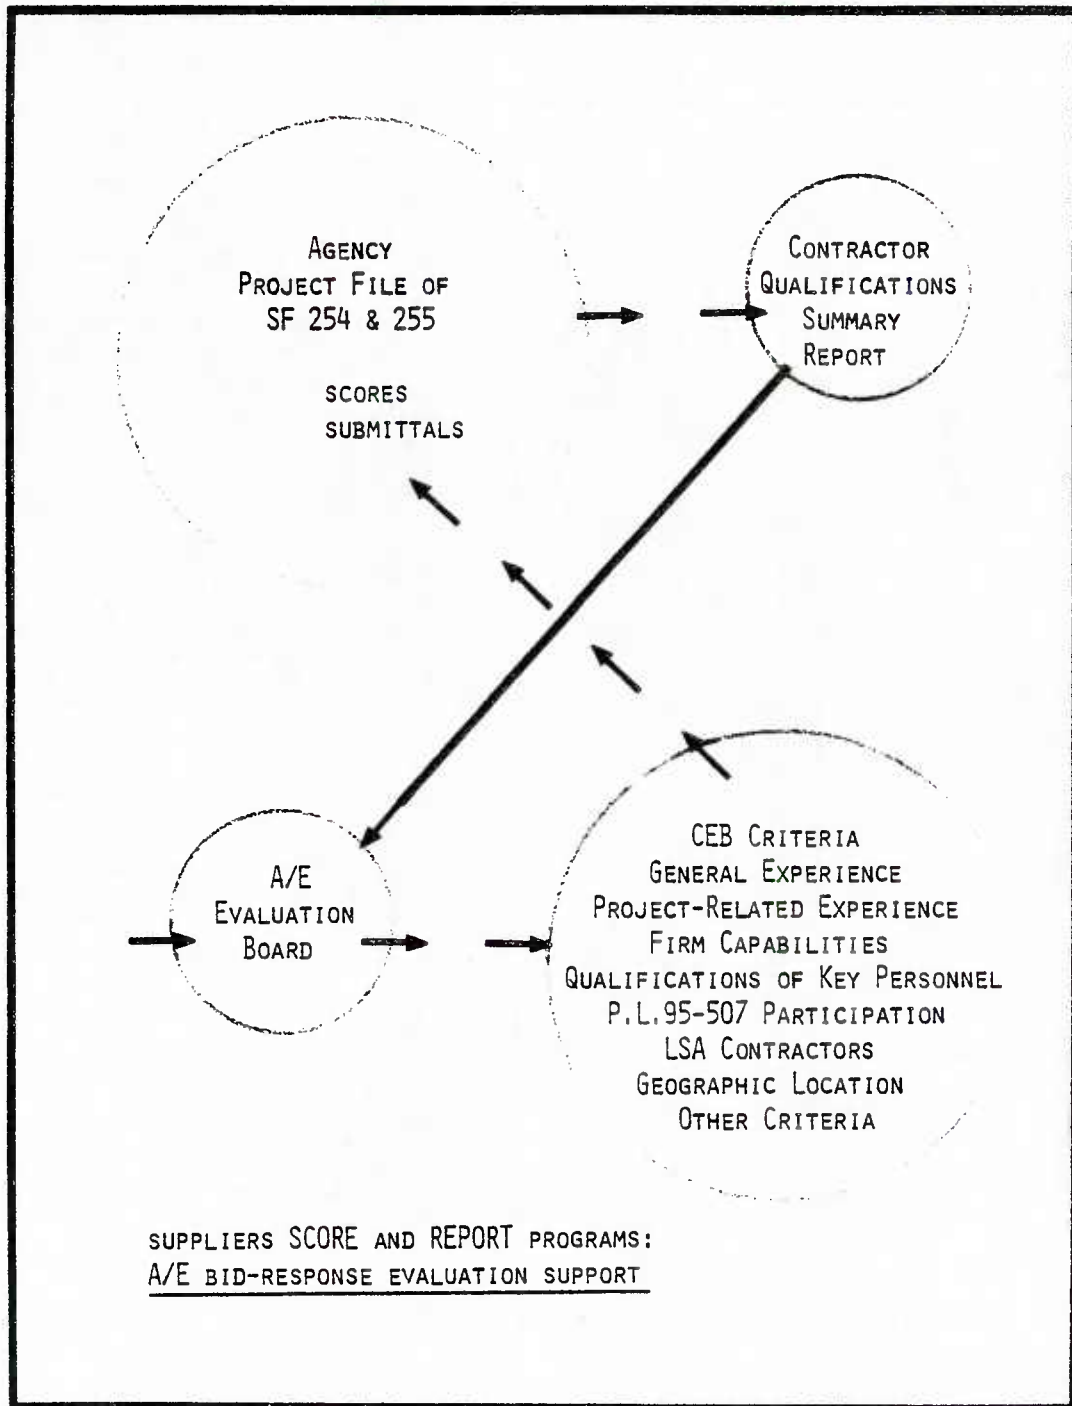 AGENCY
PROJECT FILE OF
SF 254 & 255
SCORES
SUBMITTALS
CONTRACTOR
QUALIFICATIONS
SUMMARY
REPORT
A/E
EVALUATION
BOARD
CEB CRITERIA
GENERAL EXPERIENCE
PROJECT-RELATED EXPERIENCE
FIRM CAPABILITIES
QUALIFICATIONS OF KEY PERSONNEL
P.L.95-507 PARTICIPATION
LSA CONTRACTORS
GEOGRAPHIC LOCATION
OTHER CRITERIA
SUPPLIERS SCORE AND REPORT PROGRAMS:
A/E BID-RESPONSE EVALUATION SUPPORT